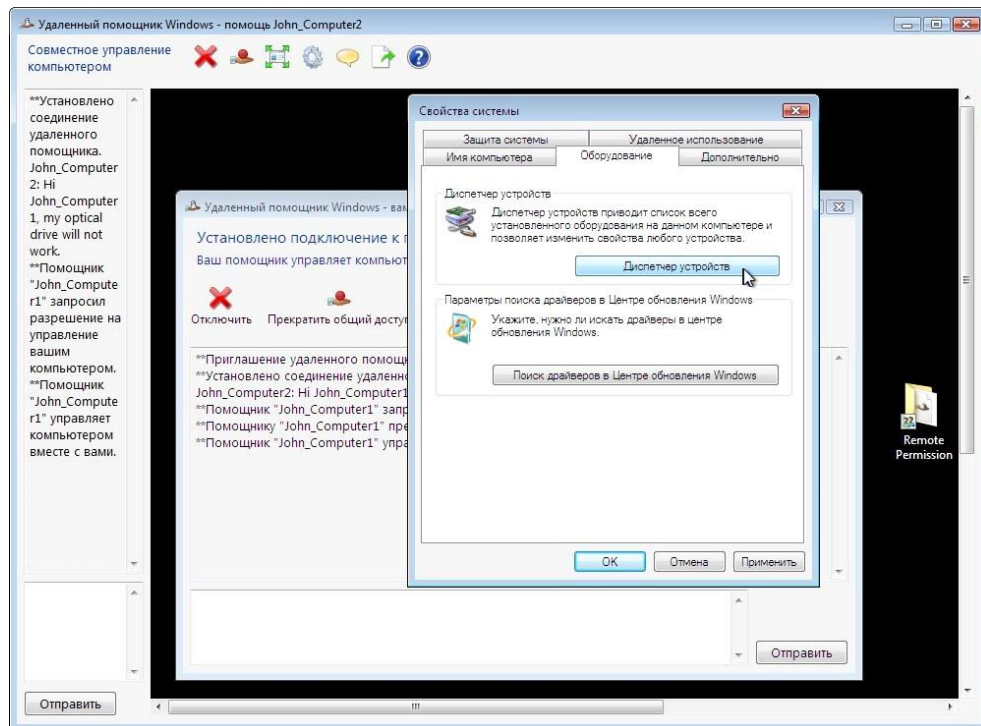 Удаленный помощник Windows - помощь John_Computer2
Совместное управление
компьютером
**Установлено
соединение
удаленного
помощника.
John_Computer
2: Hi
John_Computer
1, my optical
drive will not
work.
**Помощник
"John_Compute
r1" запросил
разрешение на
управление
вашим
компьютером.
**Помощник
"John_Compute
r1" управляет
компьютером
вместе с вами.
Отправить
Удаленный помощник Windows - вам
Установлено подключение к
Ваш помощник управляет компьют
Отключить
Прекратить общий доступ
**Приглашение удаленного помощн
**Установлено соединение удаленно
John_Computer2: Hi John_Computer1
**Помощник "John_Computer1" запр
**Помощнику "John_Computer1" пре
**Помощник "John_Computer1" упра
Отправить
Свойства системы
Защита системы
Удаленное использование
Имя компьютера
Оборудование
Дополнительно
Диспетчер устройств
Диспетчер устройств приводит список всего
установленного оборудования на данном компьютере и
позволяет изменить свойства любого устройства.
Диспетчер устройств
Параметры поиска драйверов в Центре обновления Windows
Укажите, нужно ли искать драйверы в центре
обновления Windows.
Поиск драйверов в Центре обновления Windows
OK
Отмена
Применить
Remote
Permission